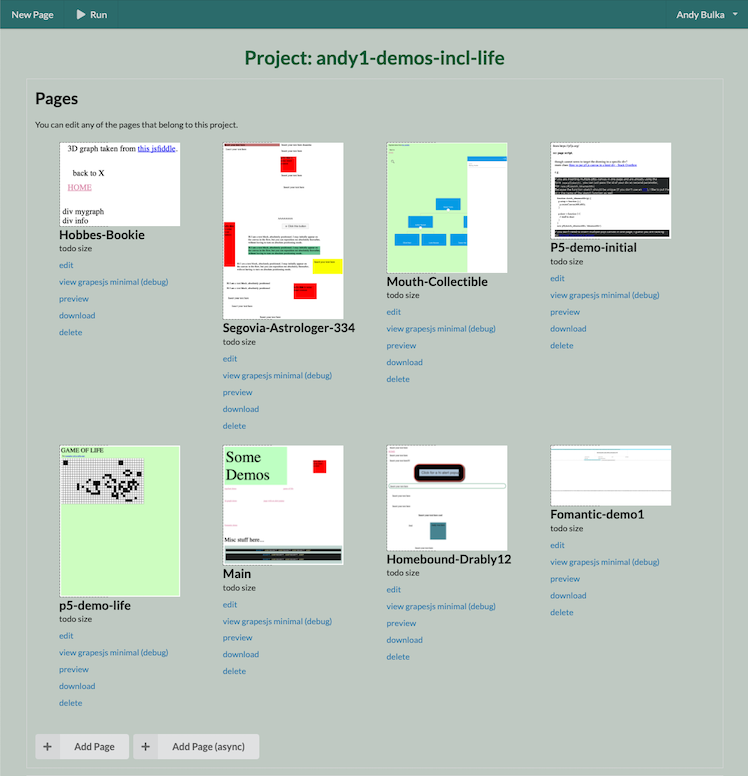 New Page
Run
Andy Bulka
Project: andy1-demos-incl-life
Pages
You can edit any of the pages that belong to this project.
3D graph taken from this jsfiddle.
back to X
HOME
div mygraph
div info
Hobbes-Bookie
todo size
edit
view grapesjs minimal (debug)
preview
download
delete
Segovia-Astrologer-334
todo size
edit
view grapesjs minimal (debug)
preview
download
delete
Mouth-Collectible
todo size
edit
view grapesjs minimal (debug)
preview
download
delete
P5-demo-initial
todo size
edit
view grapesjs minimal (debug)
preview
download
delete
GAME OF LIFE
p5-demo-life
todo size
edit
view grapesjs minimal (debug)
preview
download
delete
Some
Demos
Misc stuff here...
Main
todo size
edit
view grapesjs minimal (debug)
preview
download
delete
Homebound-Drably12
todo size
edit
view grapesjs minimal (debug)
preview
download
delete
Fomantic-demo1
todo size
edit
view grapesjs minimal (debug)
preview
download
delete
Add Page
Add Page (async)